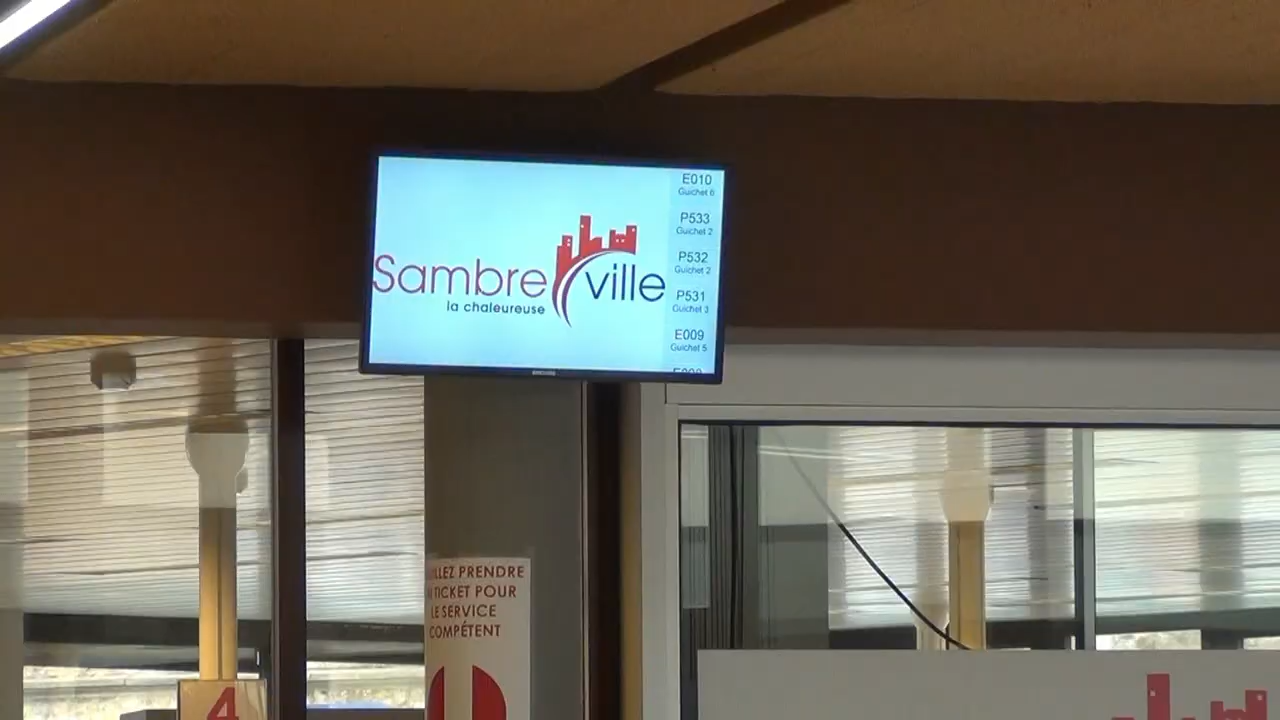 Sambreville
la chaleureuse
E010
Guichet 6
P533
Guichet 2
P532
Guichet 2
P531
Guichet 3
E009
Guichet 5
LLEZ PRENDRE
TICKET POUR
LE SERVICE
COMPÉTENT
4